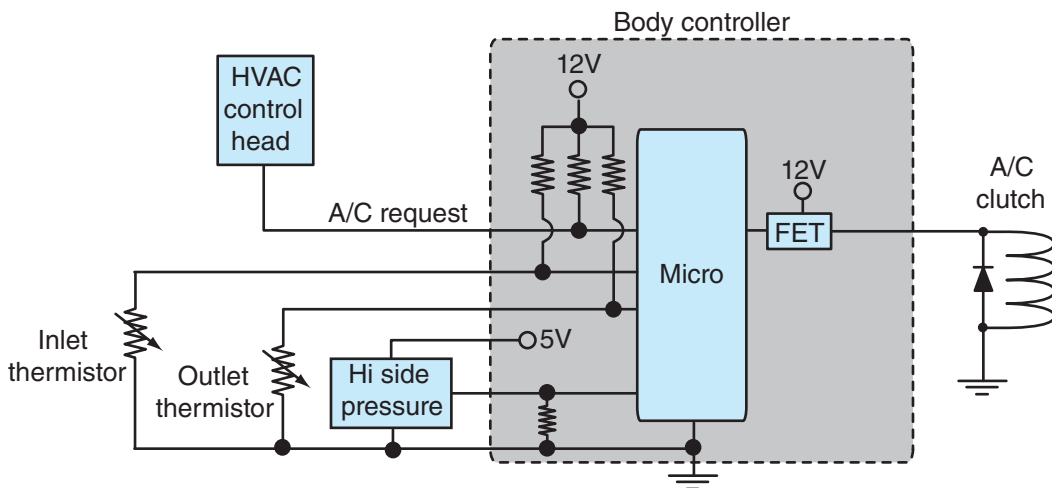 Body controller
HVAC
control
head
12V
A/C request
Micro
12V
FET
A/C
clutch
Inlet
thermistor
Outlet
thermistor
Hi side
pressure
5V